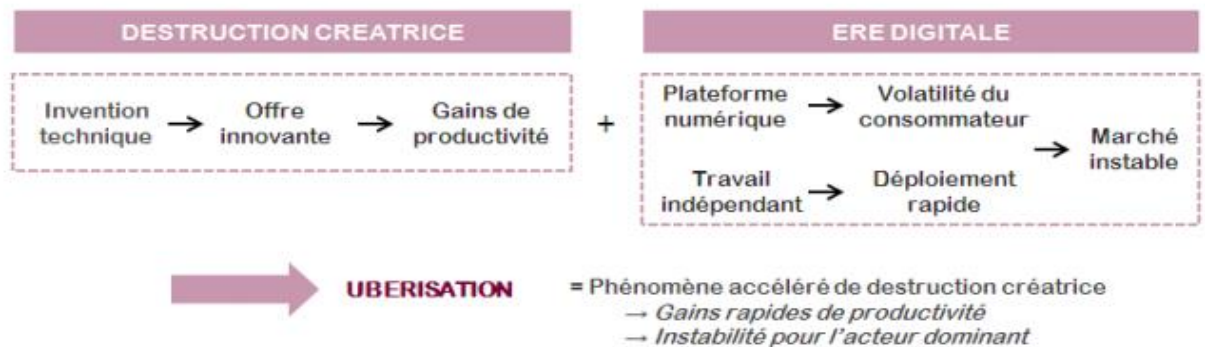 DESTRUCTION CREATRICE
Invention technique → Offre innovante → Gains de productivité
+
ERE DIGITALE
Plateforme numérique → Volatilité du consommateur
Travail indépendant → Déploiement rapide
→ Marché instable
UBERISATION = Phénomène accéléré de destruction créatrice
→ Gains rapides de productivité
→ Instabilité pour l'acteur dominant